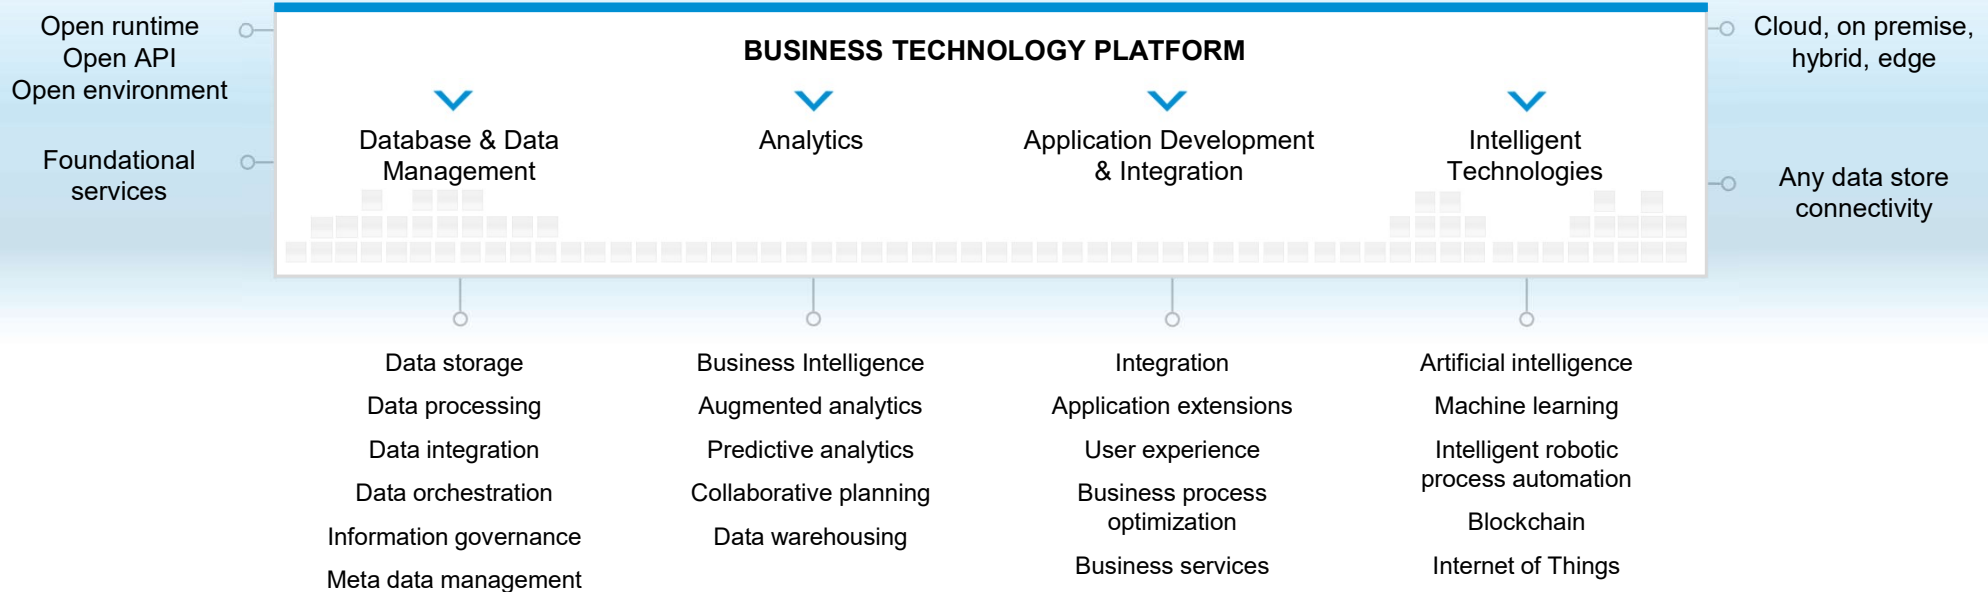 Open runtime
Open API
Open environment
Foundational
services
BUSINESS TECHNOLOGY PLATFORM
Database & Data
Management
Analytics
Application Development
& Integration
Intelligent
Technologies
Cloud, on premise,
hybrid, edge
Any data store
connectivity
Data storage
Data processing
Data integration
Data orchestration
Information governance
Meta data management
Business Intelligence
Augmented analytics
Predictive analytics
Collaborative planning
Data warehousing
Integration
Application extensions
User experience
Business process
optimization
Business services
Artificial intelligence
Machine learning
Intelligent robotic
process automation
Blockchain
Internet of Things